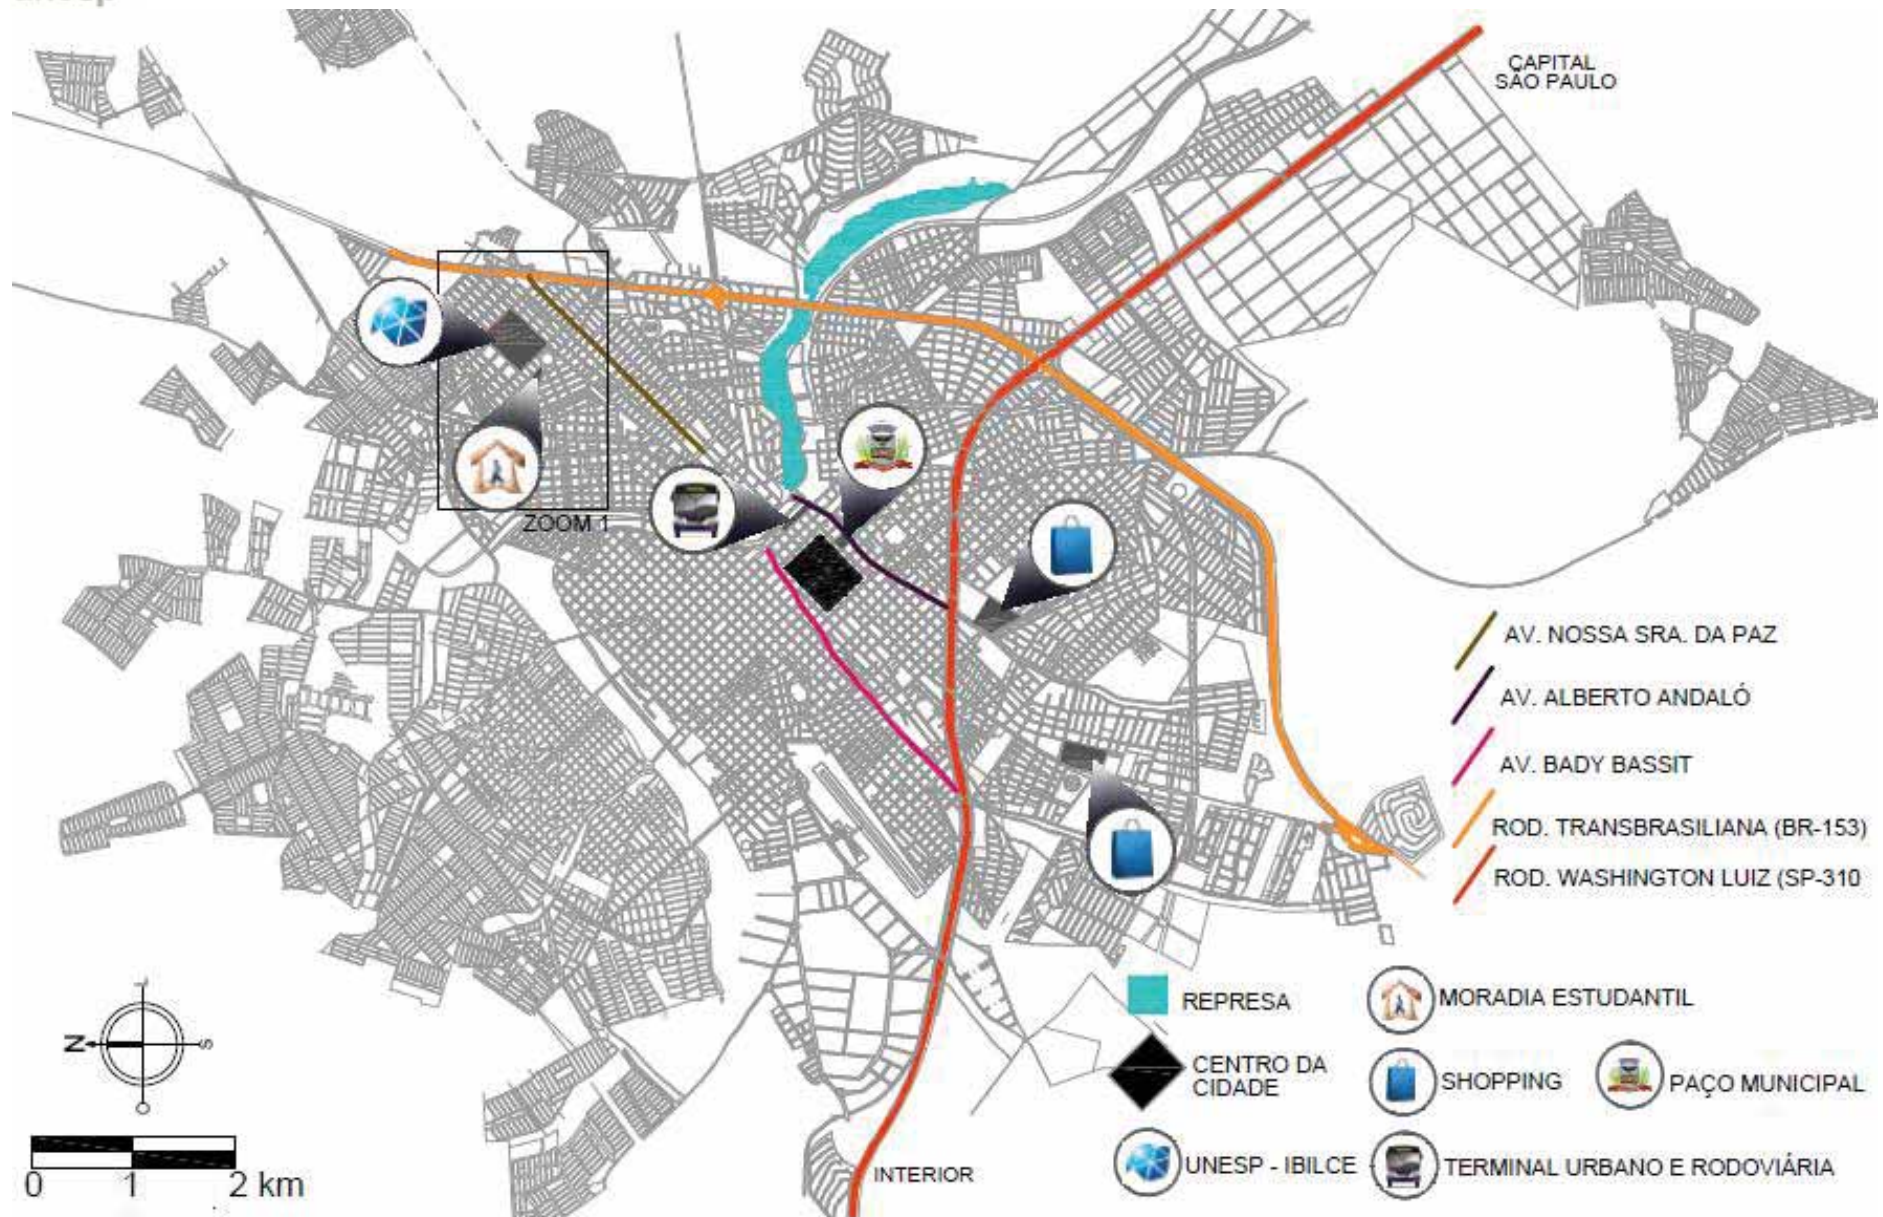 CAPITAL
SÃO PAULO
ZOOM 1
AV. NOSSA SRA. DA PAZ
AV. ALBERTO ANDALÓ
AV. BADY BASSIT
ROD. TRANSBRASILIANA (BR-153)
ROD. WASHINGTON LUIZ (SP-310
REPRESA
MORADIA ESTUDANTIL
CENTRO DA
CIDADE
SHOPPING
PAÇO MUNICIPAL
UNESP - IBILCE
TERMINAL URBANO E RODOVIÁRIA
INTERIOR
L
N
S
O
0 1 2 km